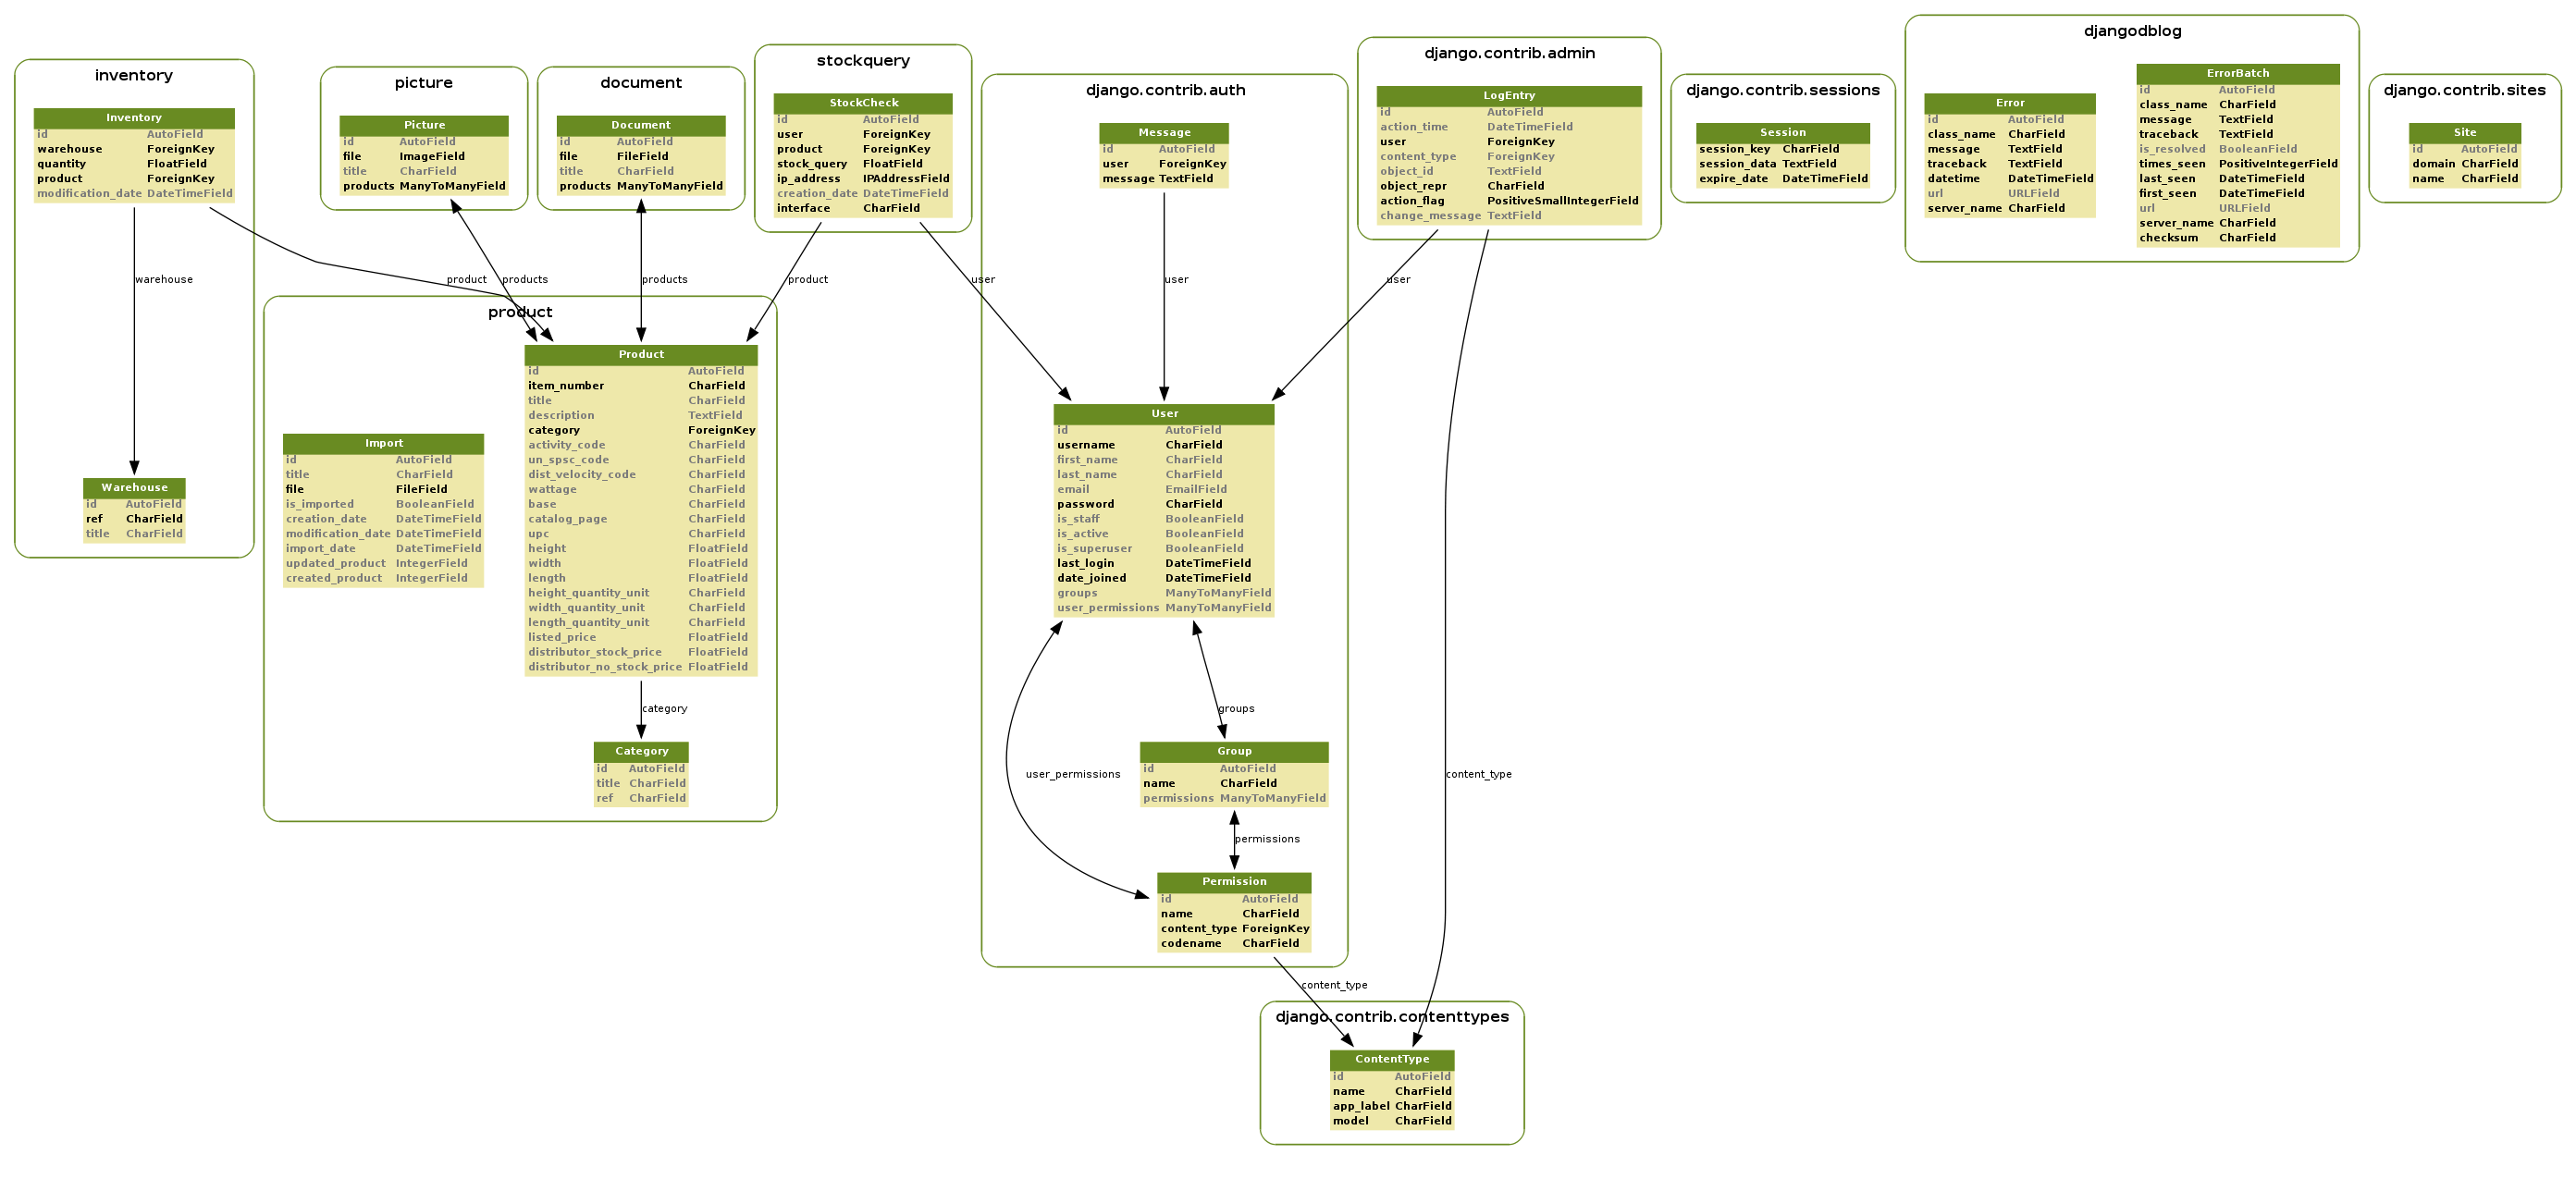 inventory
Inventory
id AutoField
warehouse ForeignKey
quantity FloatField
product ForeignKey
modification_date DateTimeField
warehouse
product
Warehouse
id AutoField
ref CharField
title CharField
picture
Picture
id AutoField
file ImageField
title CharField
products ManyToManyField
products
document
Document
id AutoField
file FileField
title CharField
products ManyToManyField
products
stockquery
StockCheck
id AutoField
user ForeignKey
product ForeignKey
stock_query FloatField
ip_address IPAddressField
creation_date DateTimeField
interface CharField
product
user
product
Import
id AutoField
title CharField
file FileField
is_imported BooleanField
creation_date DateTimeField
modification_date DateTimeField
import_date DateTimeField
updated_product IntegerField
created_product IntegerField
Product
id AutoField
item_number CharField
title CharField
description TextField
category ForeignKey
activity_code CharField
un_spsc_code CharField
dist_velocity_code CharField
wattage CharField
base CharField
catalog_page CharField
upc CharField
height FloatField
width FloatField
length FloatField
height_quantity_unit CharField
width_quantity_unit CharField
length_quantity_unit CharField
listed_price FloatField
distributor_stock_price FloatField
distributor_no_stock_price FloatField
category
Category
id AutoField
title CharField
ref CharField
django.contrib.auth
Message
id AutoField
user ForeignKey
message TextField
user
User
id AutoField
username CharField
first_name CharField
last_name CharField
email EmailField
password CharField
is_staff BooleanField
is_active BooleanField
is_superuser BooleanField
last_login DateTimeField
date_joined DateTimeField
groups ManyToManyField
user_permissions ManyToManyField
groups
user_permissions
Group
id AutoField
name CharField
permissions ManyToManyField
permissions
Permission
id AutoField
name CharField
content_type ForeignKey
codename CharField
content_type
django.contrib.admin
LogEntry
id AutoField
action_time DateTimeField
user ForeignKey
content_type ForeignKey
object_id TextField
object_repr CharField
action_flag PositiveSmallIntegerField
change_message TextField
user
content_type
django.contrib.contenttypes
ContentType
id AutoField
name CharField
app_label CharField
model CharField
django.contrib.sessions
Session
session_key CharField
session_data TextField
expire_date DateTimeField
djangodblog
Error
id AutoField
class_name CharField
message TextField
traceback TextField
datetime DateTimeField
url URLField
server_name CharField
ErrorBatch
id AutoField
class_name CharField
message TextField
traceback TextField
is_resolved BooleanField
times_seen PositiveIntegerField
last_seen DateTimeField
first_seen DateTimeField
url URLField
server_name CharField
checksum CharField
django.contrib.sites
Site
id AutoField
domain CharField
name CharField